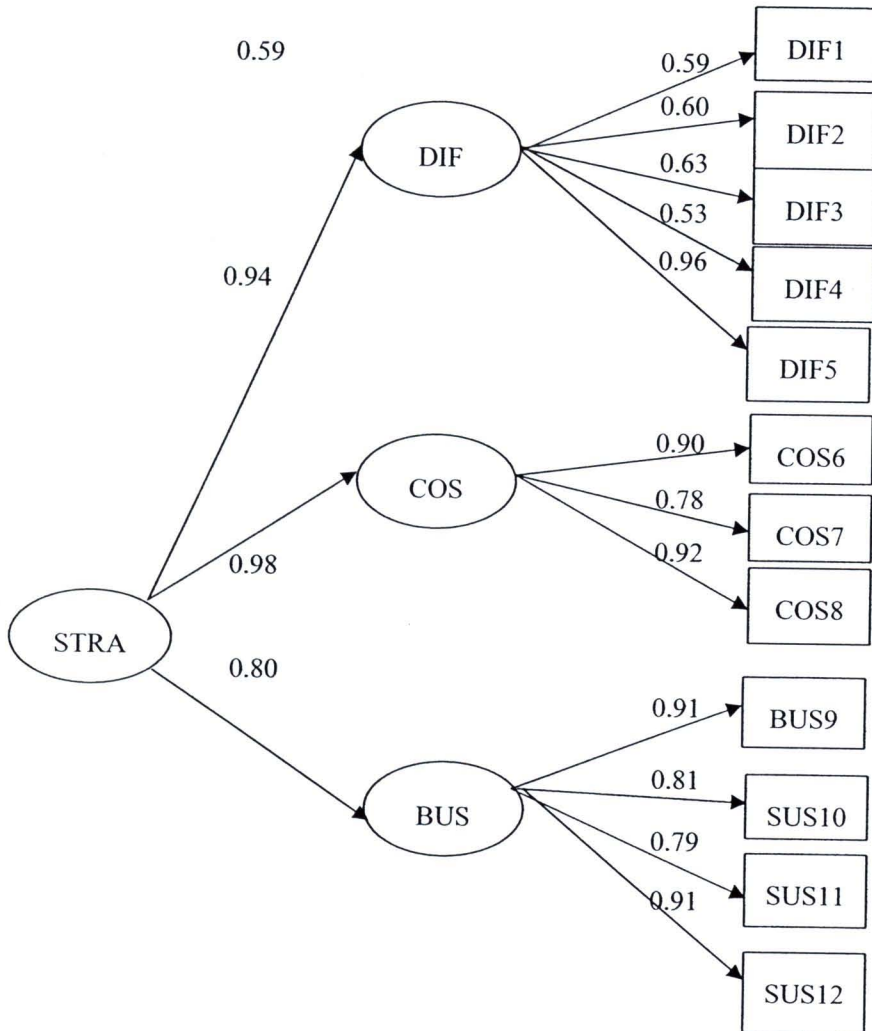 0.59
DIF1
0.59
0.60
DIF2
DIF
0.63
DIF3
0.53
0.94
0.96
DIF4
DIF5
0.90
COS6
COS
0.78
COS7
0.98
0.92
COS8
STRA
0.80
0.91
BUS9
0.81
SUS10
BUS
0.79
SUS11
0.91
SUS12